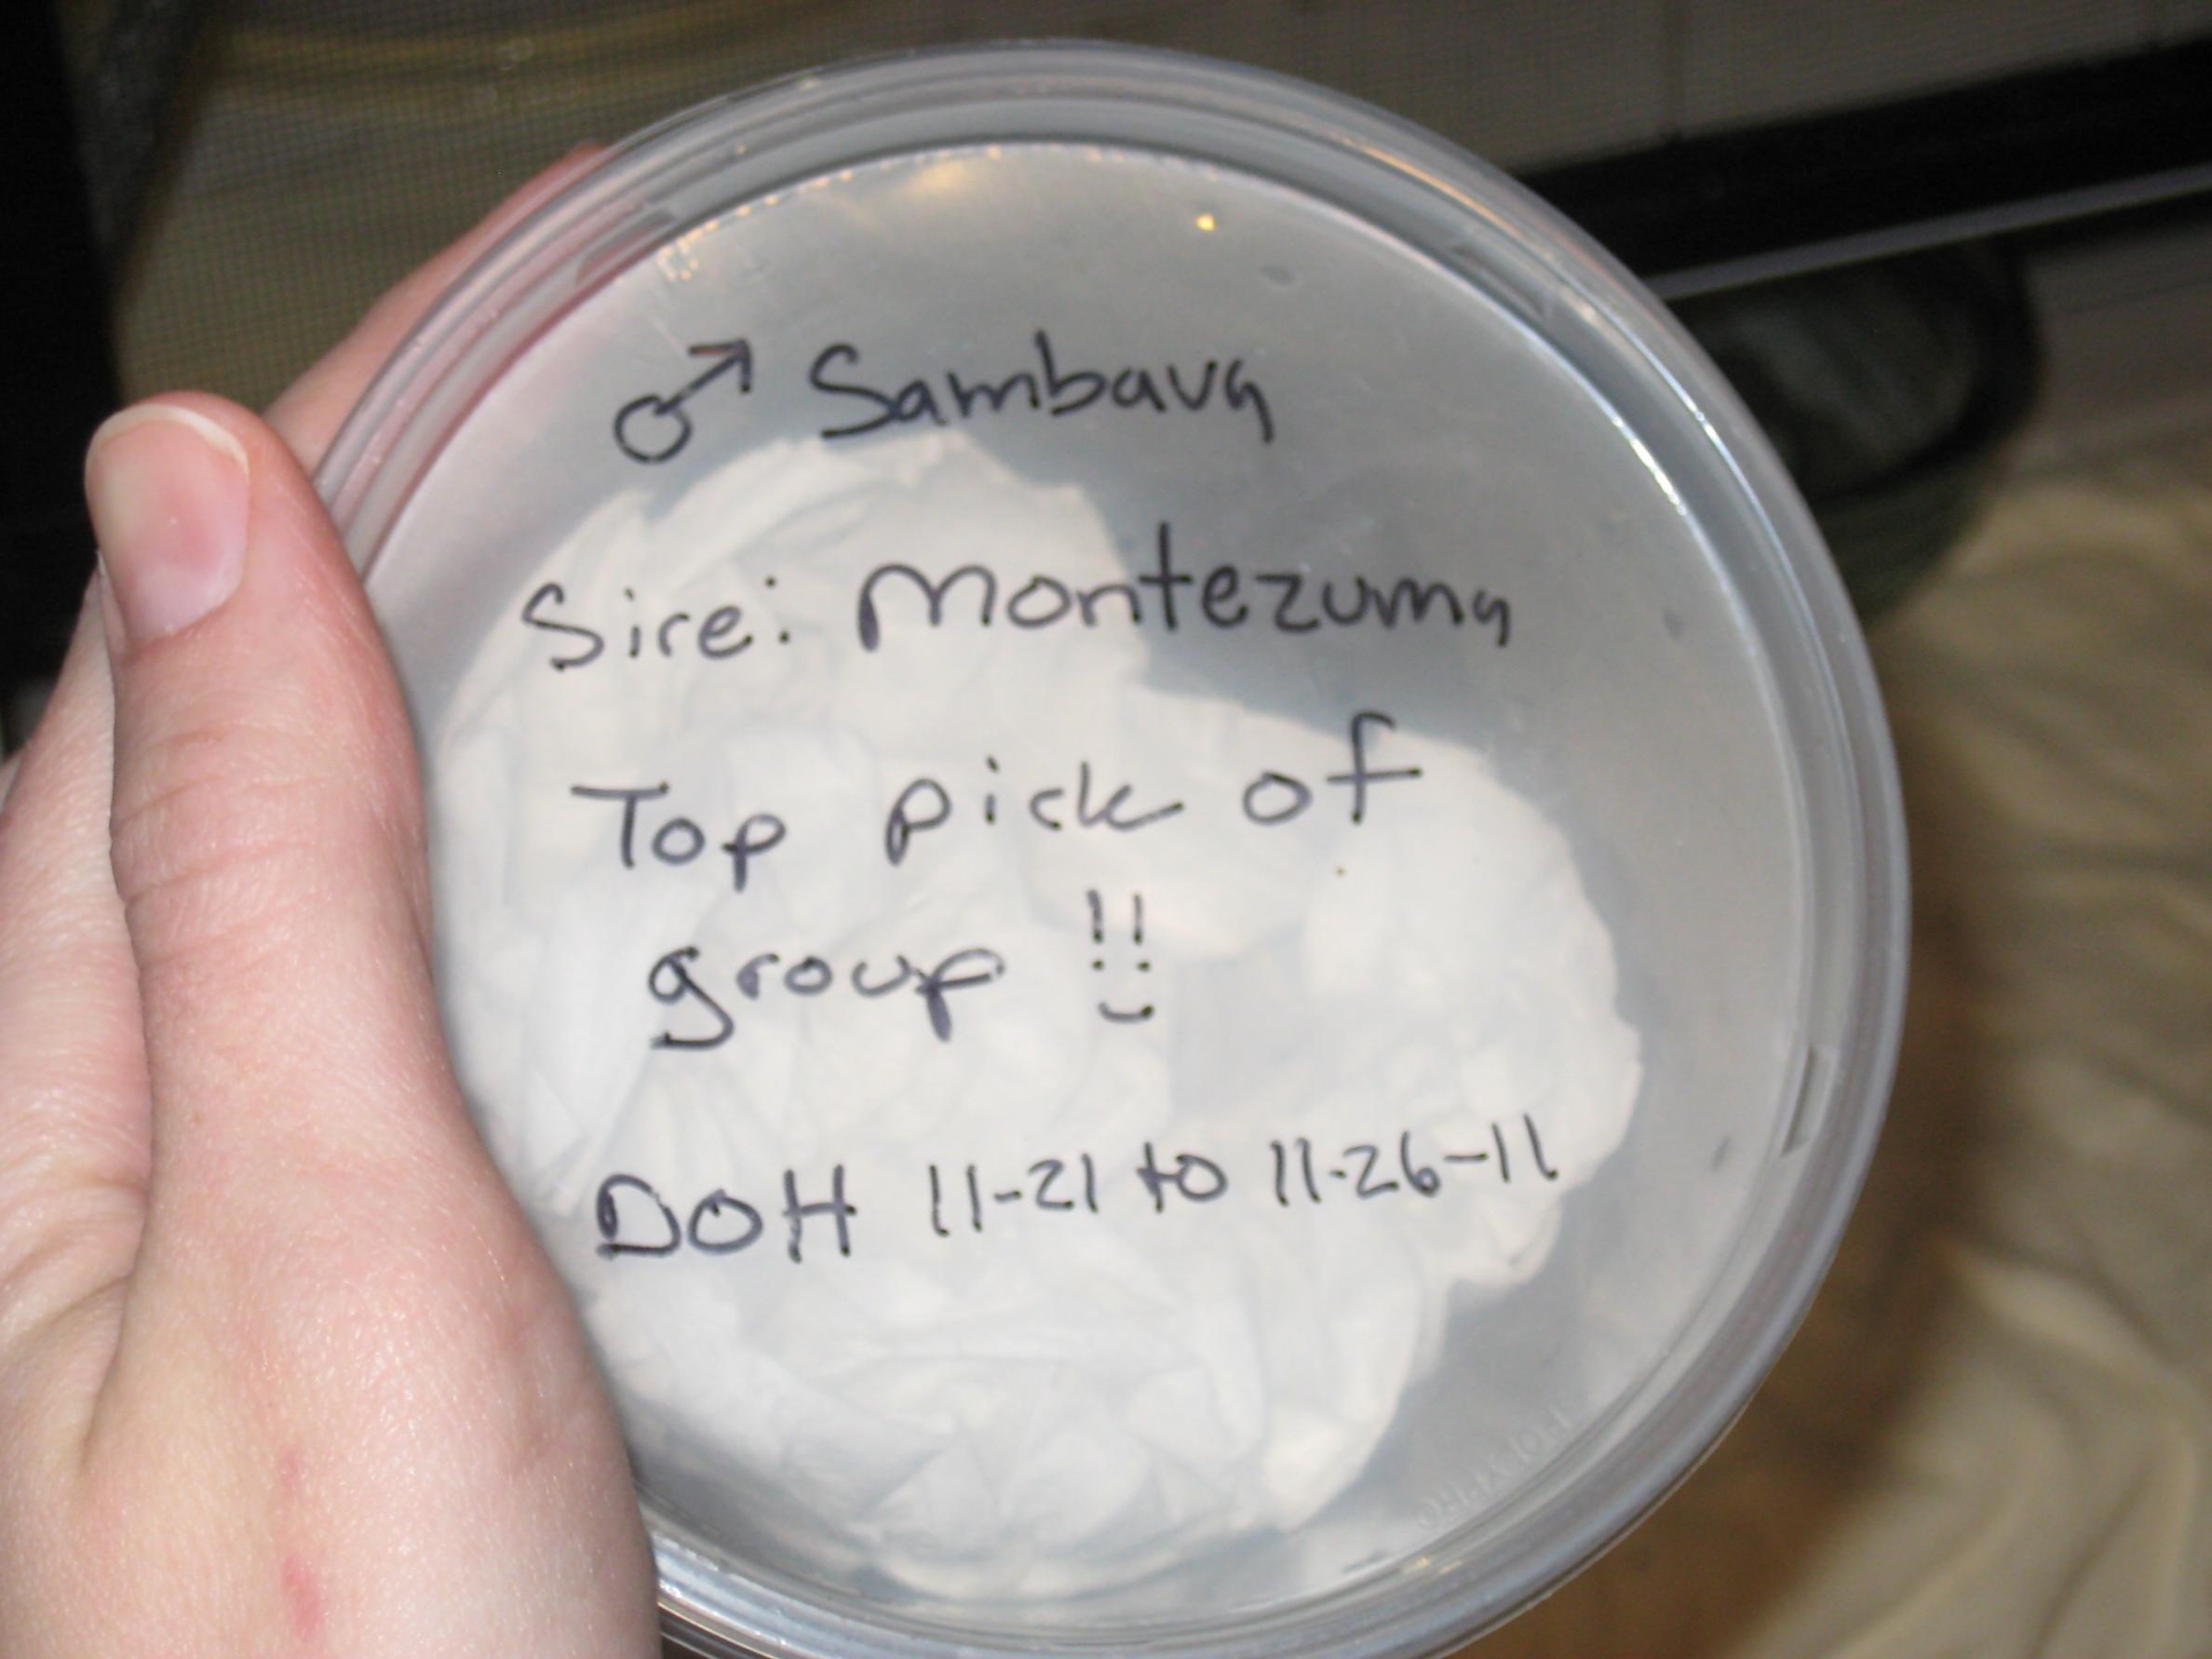 ♂ Sambava
Sire: Montezuma
Top pick of
group !!
DOH 11-21 to 11-26-11